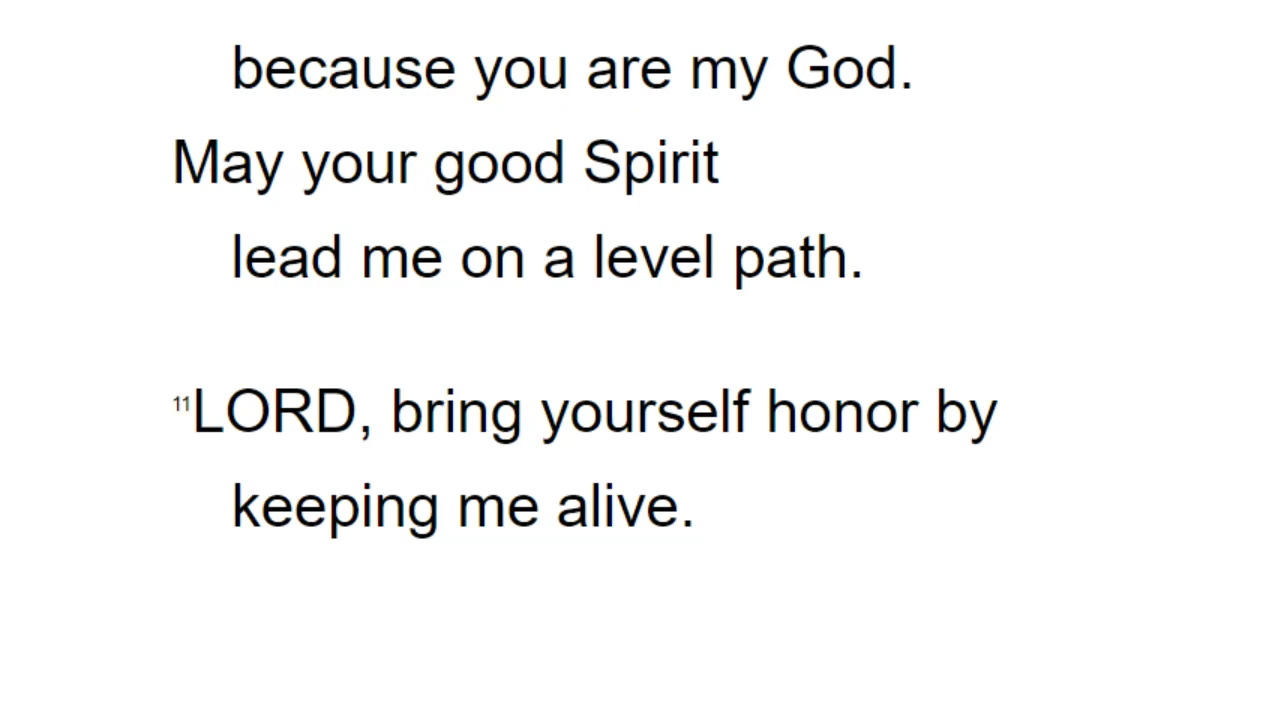 because you are my God.
May your good Spirit
lead me on a level path.
11LORD, bring yourself honor by
keeping me alive.